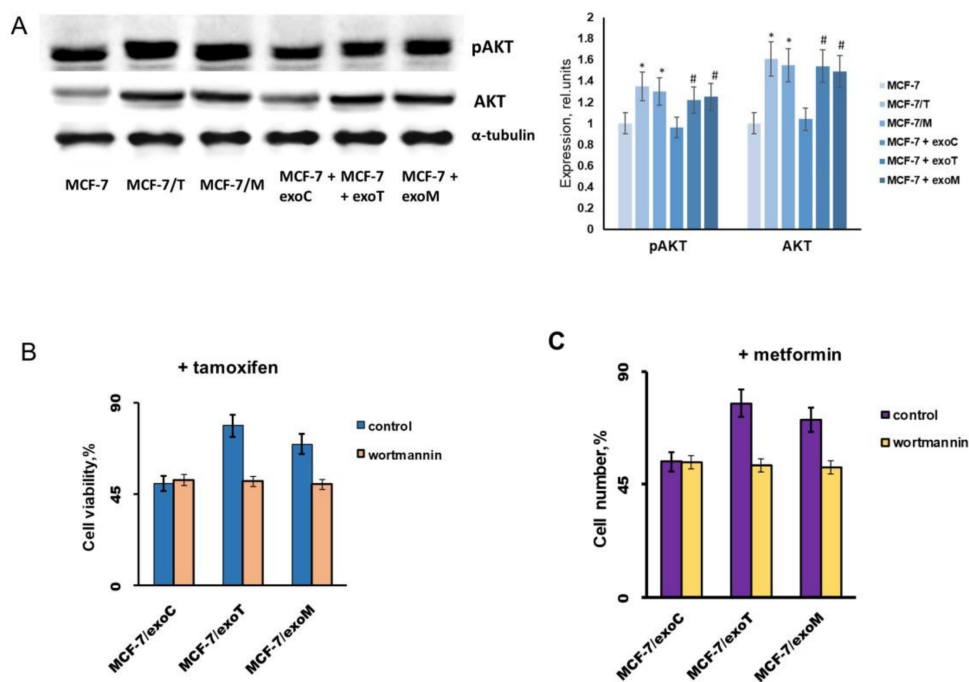 A
pAKT
AKT
α-tubulin
MCF-7
MCF-7/T
MCF-7/M
MCF-7 +
exoC
MCF-7
+ exoT
MCF-7 +
exoM
Expression, rel.units
2
1.8
1.6
1.4
1.2
1
0.8
0.6
0.4
0.2
0
* * # #
* * # #
pAKT
AKT
MCF-7
MCF-7/T
MCF-7/M
MCF-7 + exoC
MCF-7 + exoT
MCF-7 + exoM
B
+ tamoxifen
Cell viability,%
90
45
0
control
wortmannin
MCF-7/exoC
MCF-7/exoT
MCF-7/exoM
C
+ metformin
Cell number,%
90
45
0
control
wortmannin
MCF-7/exoC
MCF-7/exoT
MCF-7/exoM